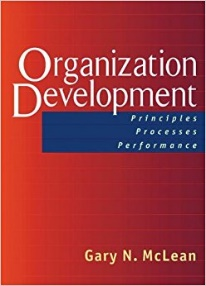 Organization
Development
Principles
Processes
Performance
Gary N. McLean